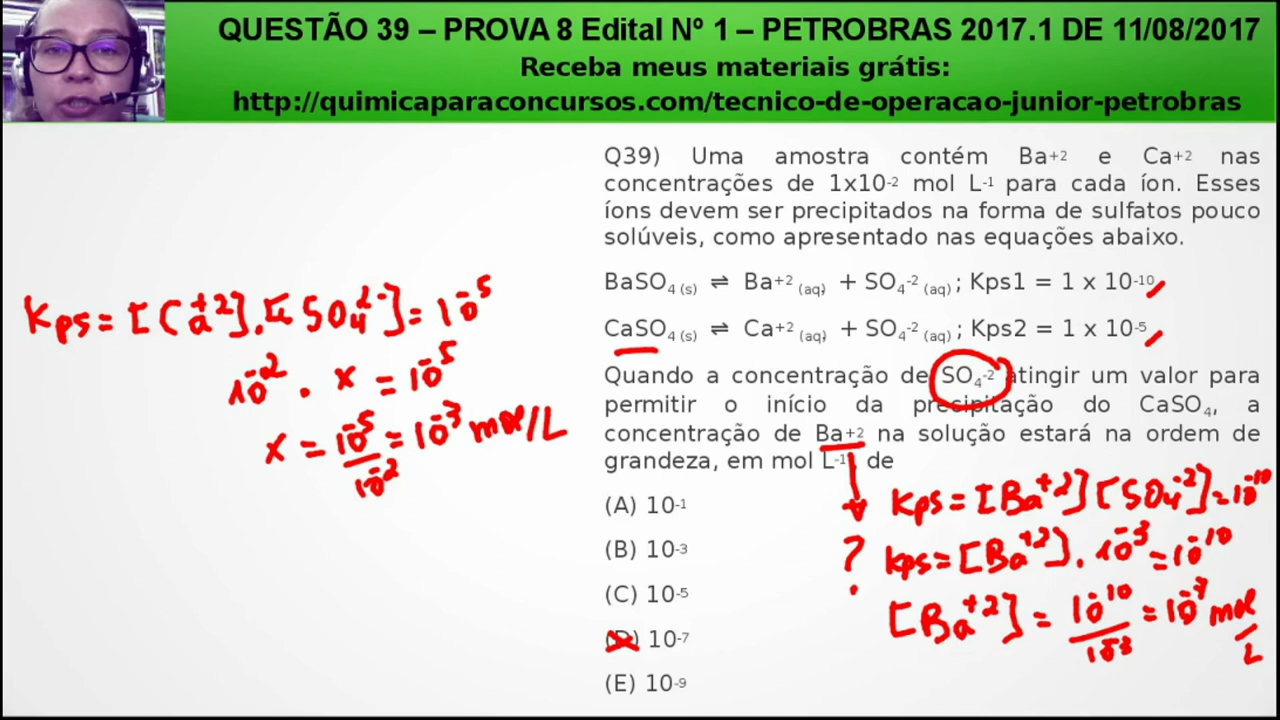 QUESTÃO 39 – PROVA 8 Edital Nº 1 – PETROBRAS 2017.1 DE 11/08/2017
Receba meus materiais grátis:
http://quimicaparaconcursos.com/tecnico-de-operacao-junior-petrobras
Q39) Uma amostra contém Ba+2 e Ca+2 nas
concentrações de 1x10-2 mol L-1 para cada íon. Esses
íons devem ser precipitados na forma de sulfatos pouco
solúveis, como apresentado nas equações abaixo.
BaSO4 (s) ⇌ Ba+2 (aq) + SO4-2 (aq) ; Kps1 = 1 x 10-10
CaSO4 (s) ⇌ Ca+2 (aq) + SO4-2 (aq) ; Kps2 = 1 x 10-5
Quando a concentração de SO4-2 atingir um valor para
permitir o início da precipitação do CaSO4, a
concentração de Ba+2 na solução estará na ordem de
grandeza, em mol L-1, de
(A) 10-1
(B) 10-3
(C) 10-5
(D) 10-7
(E) 10-9
Kps = [Ca+2].[SO4 2-] = 10-5
10-2 . x = 10-5
x = 10-5/10-2 = 10-3 mol/L
?
Kps = [Ba+2][SO4-2] = 10-10
Kps = [Ba+2]. 10-3 = 10-10
[Ba+2] = 10-10/10-3 = 10-7 mol/L